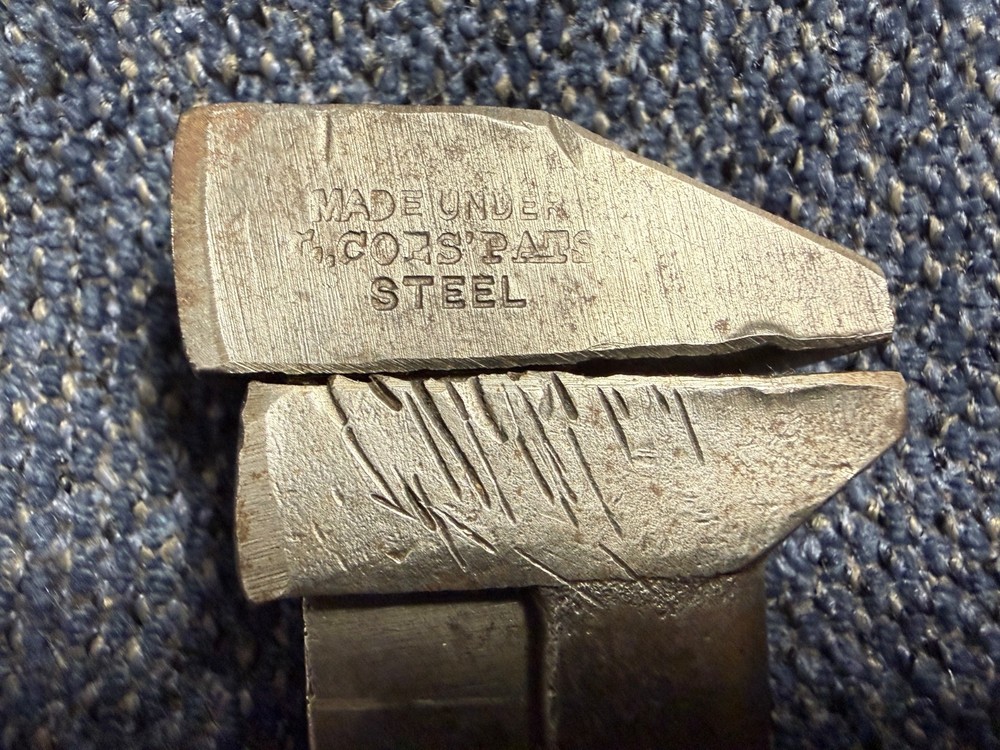 MADE UNDER
L,COES' PATS
STEEL